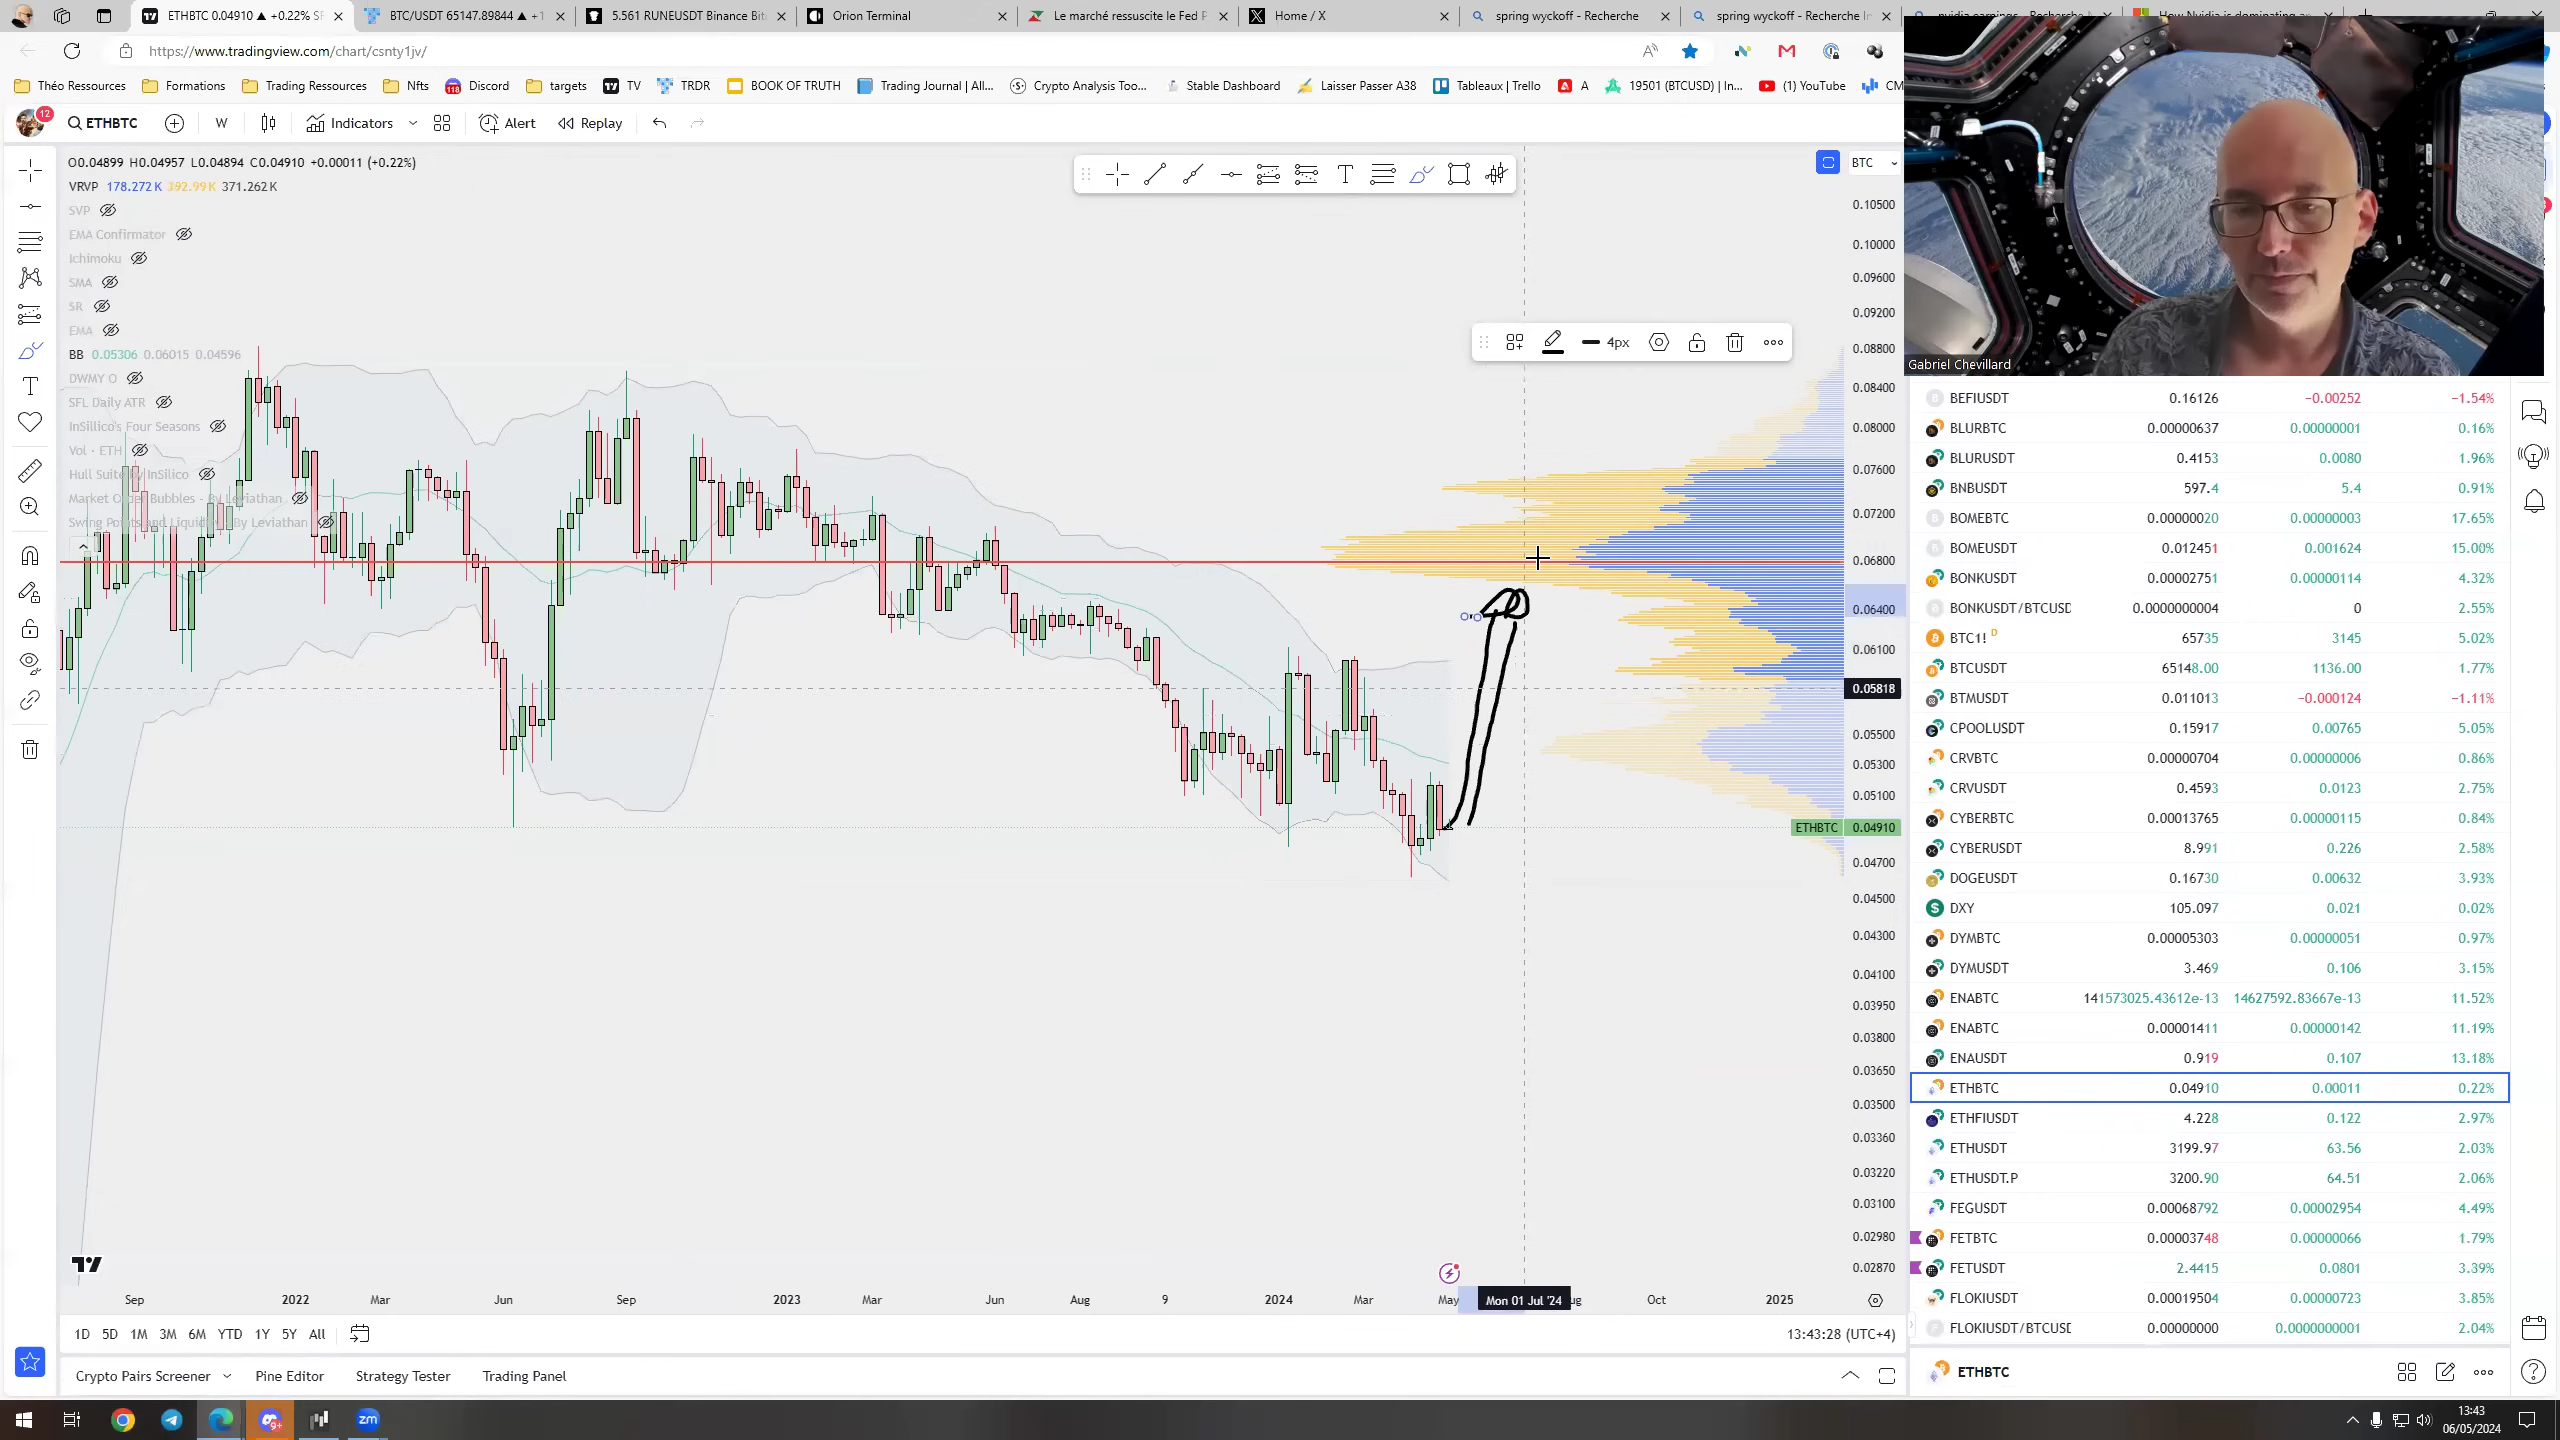 ETHBTC 0.04910 ▲ +0.22%
BTC/USDT 65147.89844 ▲ +1
5.561 RUNEUSDT Binance Bit
Orion Terminal
Le marché ressuscite le Fed P
Home / X
spring wyckoff - Recherche
spring wyckoff - Recherche In
https://www.tradingview.com/chart/csnty1jv/
Théo Ressources
Formations
Trading Ressources
Nfts
118 Discord
targets
TV
TRDR
BOOK OF TRUTH
Trading Journal | All...
Crypto Analysis Too...
Stable Dashboard
Laisser Passer A38
Tableaux | Trello
A
19501 (BTCUSD) | In...
(1) YouTube
CM
12
ETHBTC
W
Indicators
Alert
Replay
O0.04899 H0.04957 L0.04894 C0.04910 +0.00011 (+0.22%)
VRVP 178.272K 192.99K 371.262K
SVP
EMA Confirmator
Ichimoku
SMA
SR
EMA
BB 0.05306 0.06015 0.04596
DWMY O
SFL Daily ATR
InSillico's Four Seasons
Vol · ETH
Hull Suite by InSilico
Market Order Bubbles - By Leviathan
Swing Points and Liquidity - By Leviathan
4px
BTC
0.10500
0.10000
0.09600
0.09200
0.08800
0.08400
0.08000
0.07600
0.07200
0.06800
0.06400
0.06100
0.05818
0.05500
0.05300
0.05100
ETHBTC 0.04910
0.04700
0.04500
0.04300
0.04100
0.03950
0.03800
0.03650
0.03500
0.03360
0.03220
0.03100
0.02980
0.02870
Sep 2022 Mar Jun Sep 2023 Mar Jun Aug 9 2024 Mar May Mon 01 Jul '24 ug Oct 2025
1D 5D 1M 3M 6M YTD 1Y 5Y All
13:43:28 (UTC+4)
Crypto Pairs Screener
Pine Editor
Strategy Tester
Trading Panel
Gabriel Chevillard
BEFIUSDT 0.16126 −0.00252 −1.54%
BLURBTC 0.00000637 0.00000001 0.16%
BLURUSDT 0.4153 0.0080 1.96%
BNBUSDT 597.4 5.4 0.91%
BOMEBTC 0.00000020 0.00000003 17.65%
BOMEUSDT 0.012451 0.001624 15.00%
BONKUSDT 0.00002751 0.00000114 4.32%
BONKUSDT/BTCUSD 0.0000000004 0 2.55%
BTC1! D 65735 3145 5.02%
BTCUSDT 65148.00 1136.00 1.77%
BTMUSDT 0.011013 −0.000124 −1.11%
CPOOLUSDT 0.15917 0.00765 5.05%
CRVBTC 0.00000704 0.00000006 0.86%
CRVUSDT 0.4593 0.0123 2.75%
CYBERBTC 0.00013765 0.00000115 0.84%
CYBERUSDT 8.991 0.226 2.58%
DOGEUSDT 0.16730 0.00632 3.93%
DXY 105.097 0.021 0.02%
DYMBTC 0.00005303 0.00000051 0.97%
DYMUSDT 3.469 0.106 3.15%
ENABTC 141573025.43612e-13 14627592.83667e-13 11.52%
ENABTC 0.00001411 0.00000142 11.19%
ENAUSDT 0.919 0.107 13.18%
ETHBTC 0.04910 0.00011 0.22%
ETHFIUSDT 4.228 0.122 2.97%
ETHUSDT 3199.97 63.56 2.03%
ETHUSDT.P 3200.90 64.51 2.06%
FEGUSDT 0.00068792 0.00002954 4.49%
FETBTC 0.00003748 0.00000066 1.79%
FETUSDT 2.4415 0.0801 3.39%
FLOKIUSDT 0.00019504 0.00000723 3.85%
FLOKIUSDT/BTCUSD 0.00000000 0.0000000001 2.04%
ETHBTC
9+
zm
13:43
06/05/2024